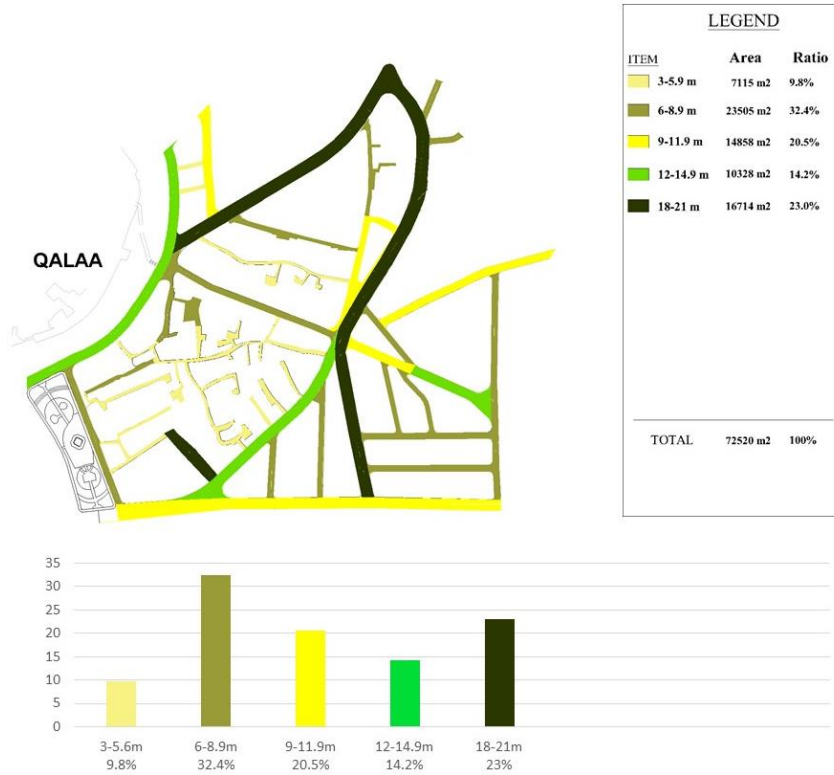 QALAA
LEGEND
ITEM Area Ratio
3-5.9 m 7115 m2 9.8%
6-8.9 m 23505 m2 32.4%
9-11.9 m 14858 m2 20.5%
12-14.9 m 10328 m2 14.2%
18-21 m 16714 m2 23.0%
TOTAL 72520 m2 100%
35
30
25
20
15
10
5
0
3-5.6m 6-8.9m 9-11.9m 12-14.9m 18-21m
9.8% 32.4% 20.5% 14.2% 23%